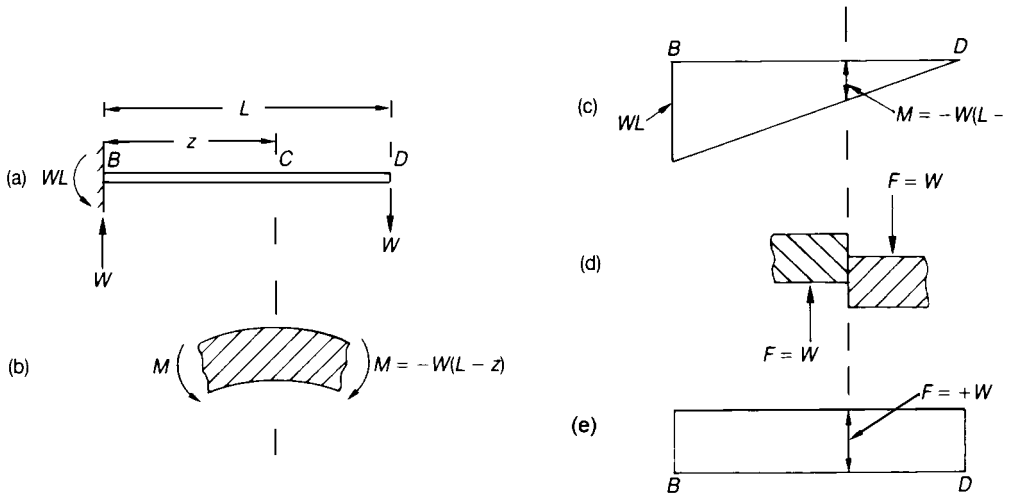 L
z
B
C
D
(a)
WL
W
W
(b)
M
M = −W(L − z)
B
D
(c)
WL
M = −W(L −
F = W
(d)
F = W
F = +W
(e)
B
D